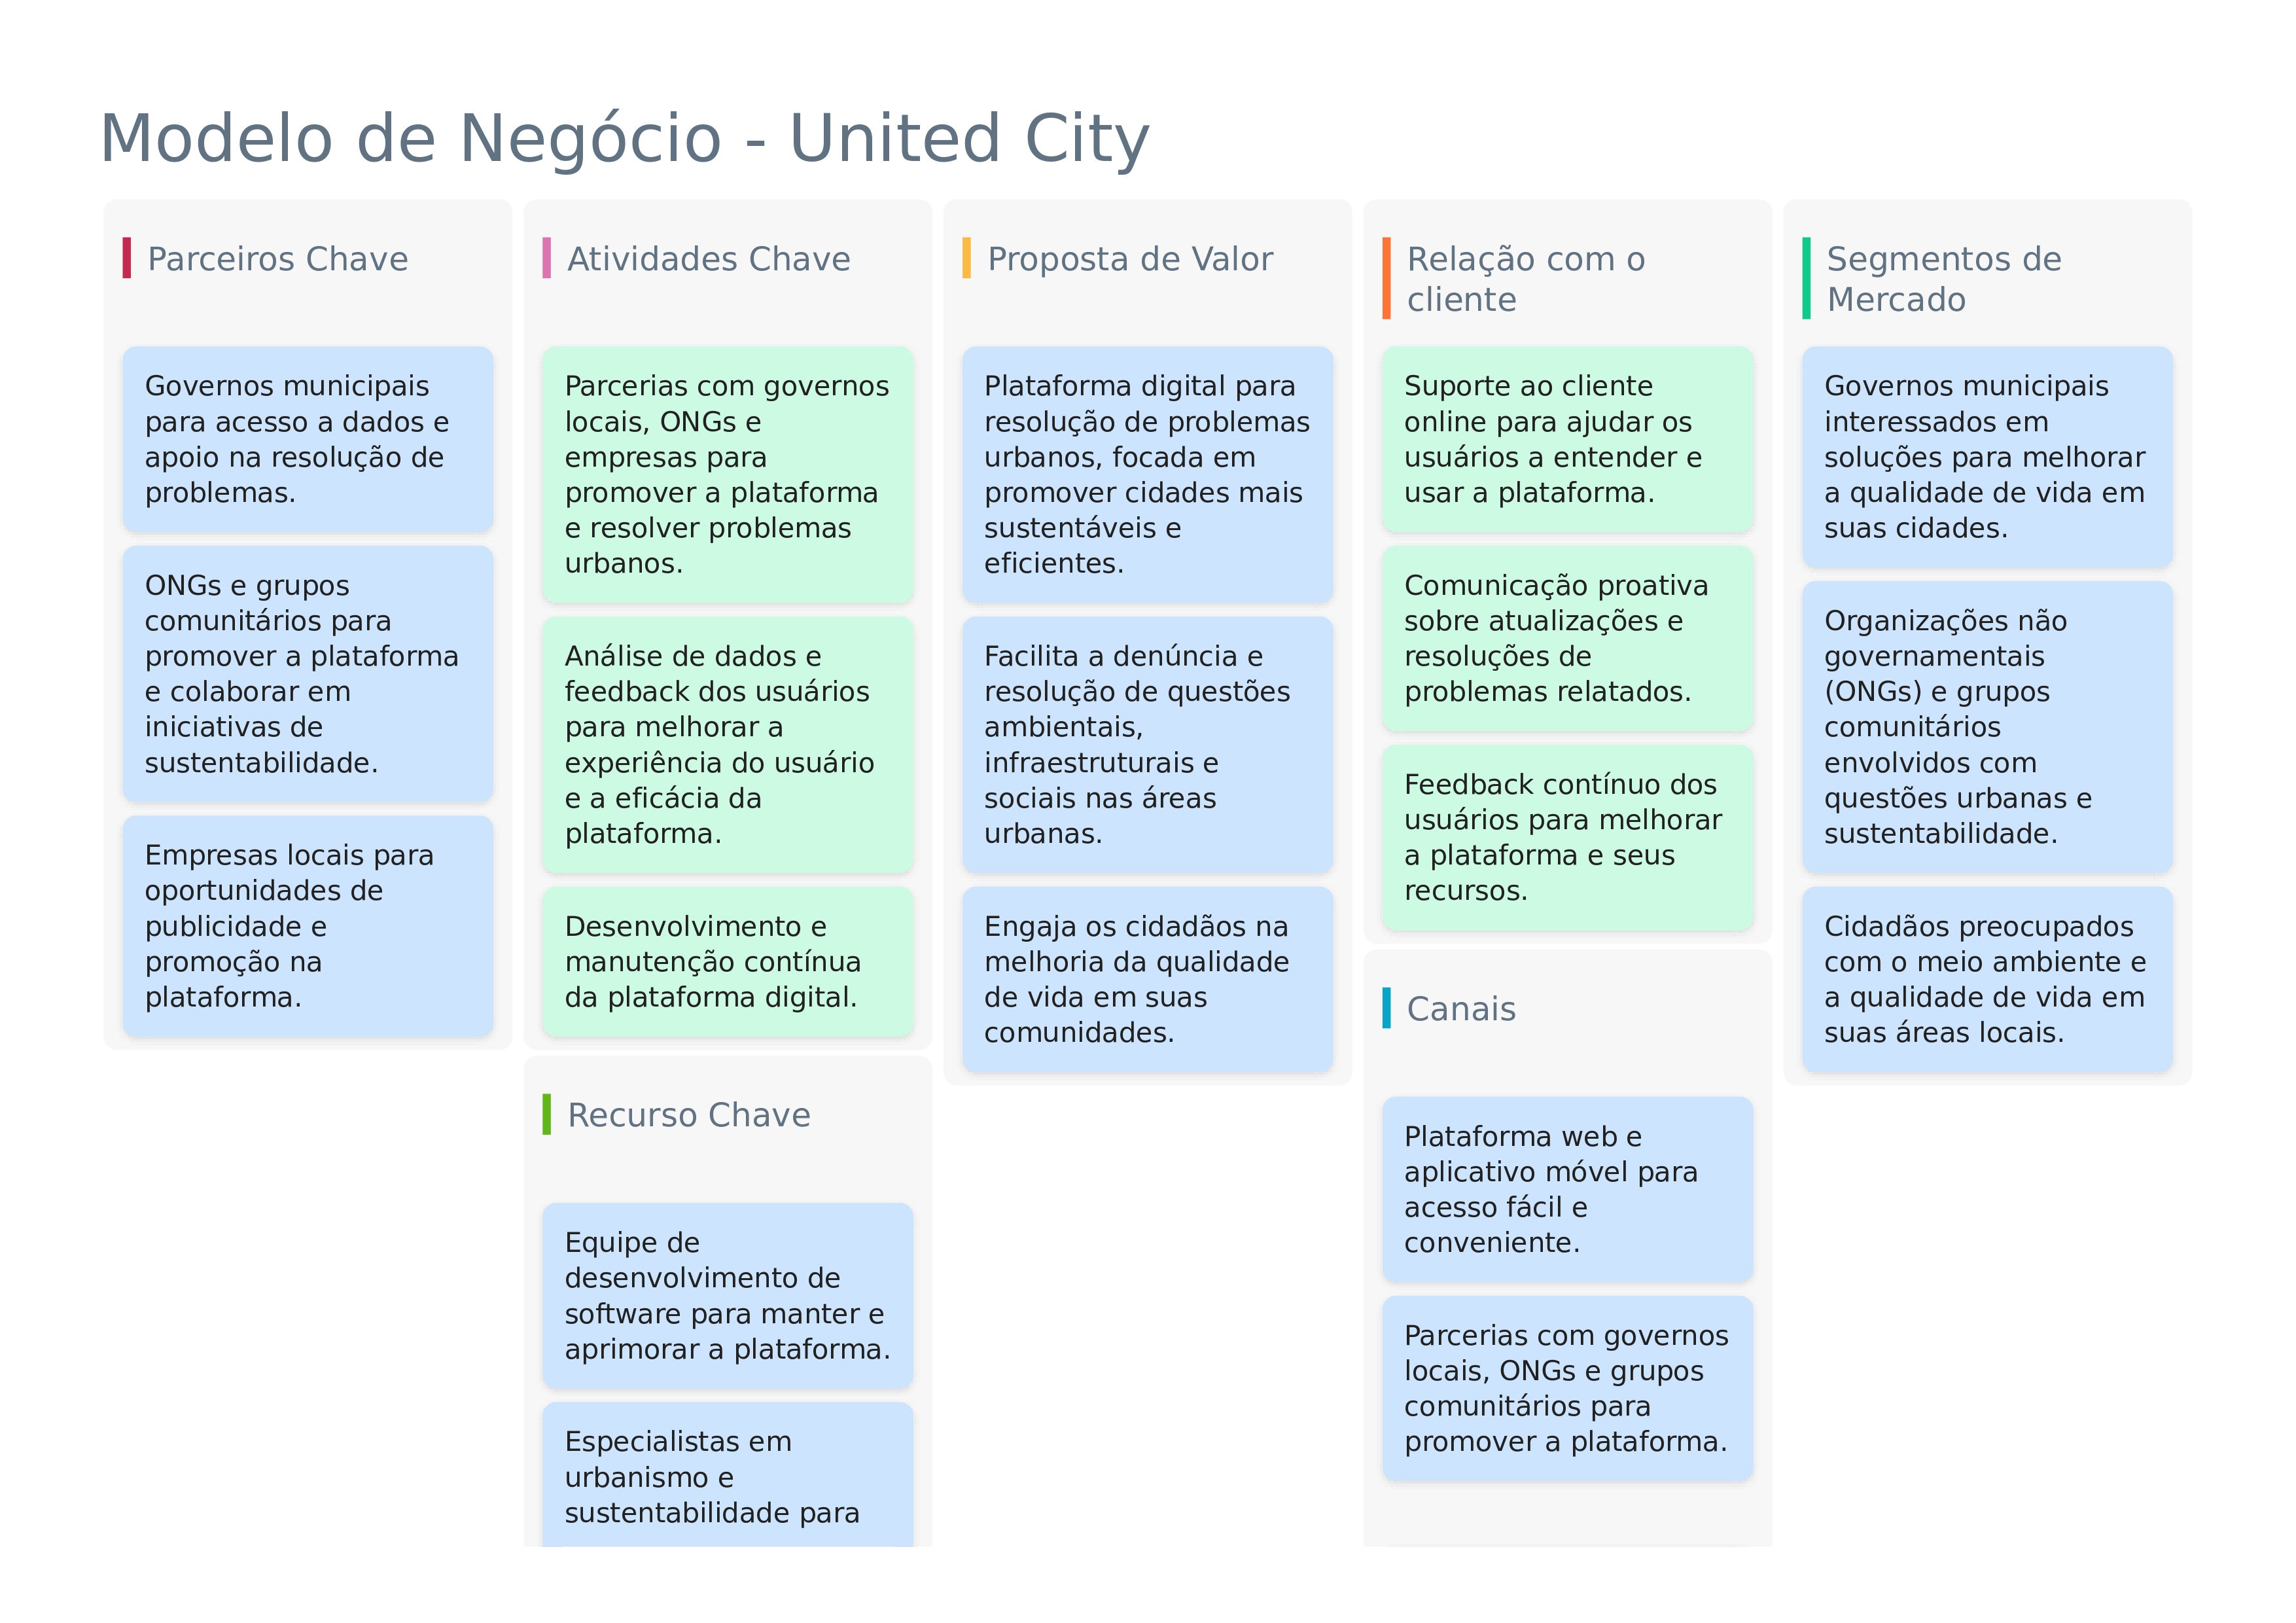 Modelo de Negócio - United City
Parceiros Chave
Governos municipais
para acesso a dados e
apoio na resolução de
problemas.
ONGs e grupos
comunitários para
promover a plataforma
e colaborar em
iniciativas de
sustentabilidade.
Empresas locais para
oportunidades de
publicidade e
promoção na
plataforma.
Atividades Chave
Parcerias com governos
locais, ONGs e
empresas para
promover a plataforma
e resolver problemas
urbanos.
Análise de dados e
feedback dos usuários
para melhorar a
experiência do usuário
e a eficácia da
plataforma.
Desenvolvimento e
manutenção contínua
da plataforma digital.
Recurso Chave
Equipe de
desenvolvimento de
software para manter e
aprimorar a plataforma.
Especialistas em
urbanismo e
sustentabilidade para
Proposta de Valor
Plataforma digital para
resolução de problemas
urbanos, focada em
promover cidades mais
sustentáveis e
eficientes.
Facilita a denúncia e
resolução de questões
ambientais,
infraestruturais e
sociais nas áreas
urbanas.
Engaja os cidadãos na
melhoria da qualidade
de vida em suas
comunidades.
Relação com o
cliente
Suporte ao cliente
online para ajudar os
usuários a entender e
usar a plataforma.
Comunicação proativa
sobre atualizações e
resoluções de
problemas relatados.
Feedback contínuo dos
usuários para melhorar
a plataforma e seus
recursos.
Canais
Plataforma web e
aplicativo móvel para
acesso fácil e
conveniente.
Parcerias com governos
locais, ONGs e grupos
comunitários para
promover a plataforma.
Segmentos de
Mercado
Governos municipais
interessados em
soluções para melhorar
a qualidade de vida em
suas cidades.
Organizações não
governamentais
(ONGs) e grupos
comunitários
envolvidos com
questões urbanas e
sustentabilidade.
Cidadãos preocupados
com o meio ambiente e
a qualidade de vida em
suas áreas locais.